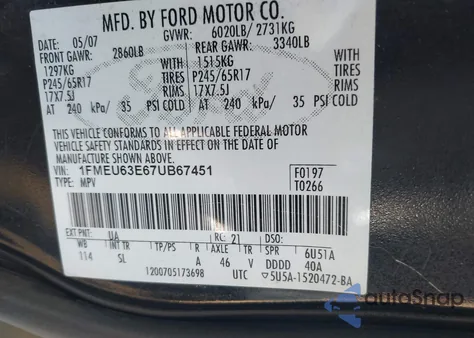 MFD. BY FORD MOTOR CO.
DATE: 05/07 GVWR: 6020LB/ 2731KG
FRONT GAWR: 2860LB REAR GAWR: 3340LB
1297KG WITH 1515KG WITH
P245/65R17 TIRES P245/65R17 TIRES
17X7.5J RIMS 17X7.5J RIMS
AT 240 kPa/ 35 PSI COLD AT 240 kPa/ 35 PSI COLD
THIS VEHICLE CONFORMS TO ALL APPLICABLE FEDERAL MOTOR
VEHICLE SAFETY STANDARDS IN EFFECT ON THE DATE OF
MANUFACTURE SHOWN ABOVE.
VIN: 1FMEU63E67UB67451 F0197
TYPE: MPV T0266
EXT PNT: UA RC: 21 DSO:
WB INT TR TP/PS R AXLE TR SPR 6U51A
114 SL A 46 V DDDD 40A
1200705173698 UTC 5U5A-1520472-BA
Ford
autoSnap